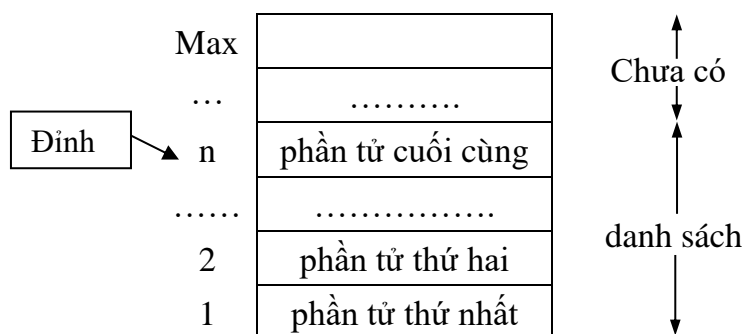 Max
Chưa có
… ……….
Đỉnh
n phần tử cuối cùng
…… …………….
danh sách
2 phần tử thứ hai
1 phần tử thứ nhất